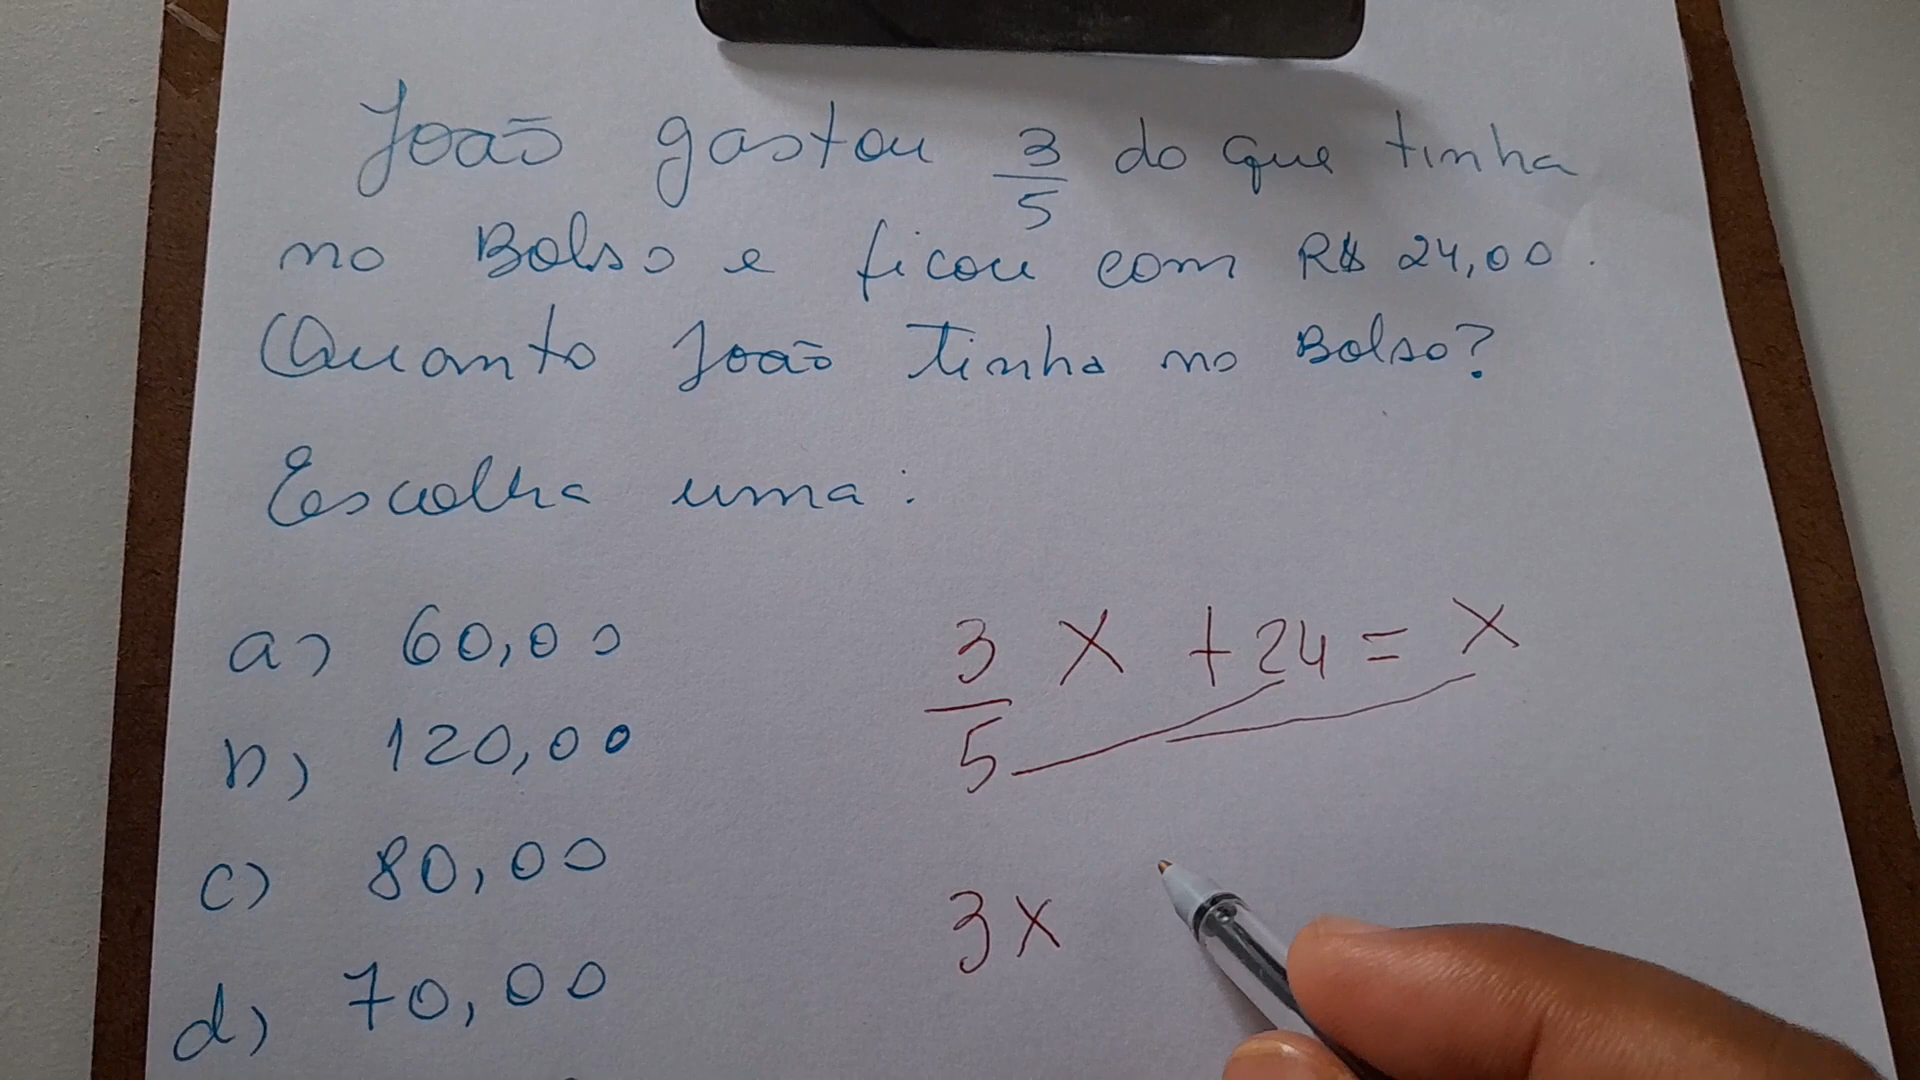 João gastou 3/5 do que tinha
no Bolso e ficou com R$ 24,00.
Quanto João tinha no Bolso?
Escolha uma:
a) 60,00
b) 120,00
c) 80,00
d) 70,00
3/5 x + 24 = x
3x